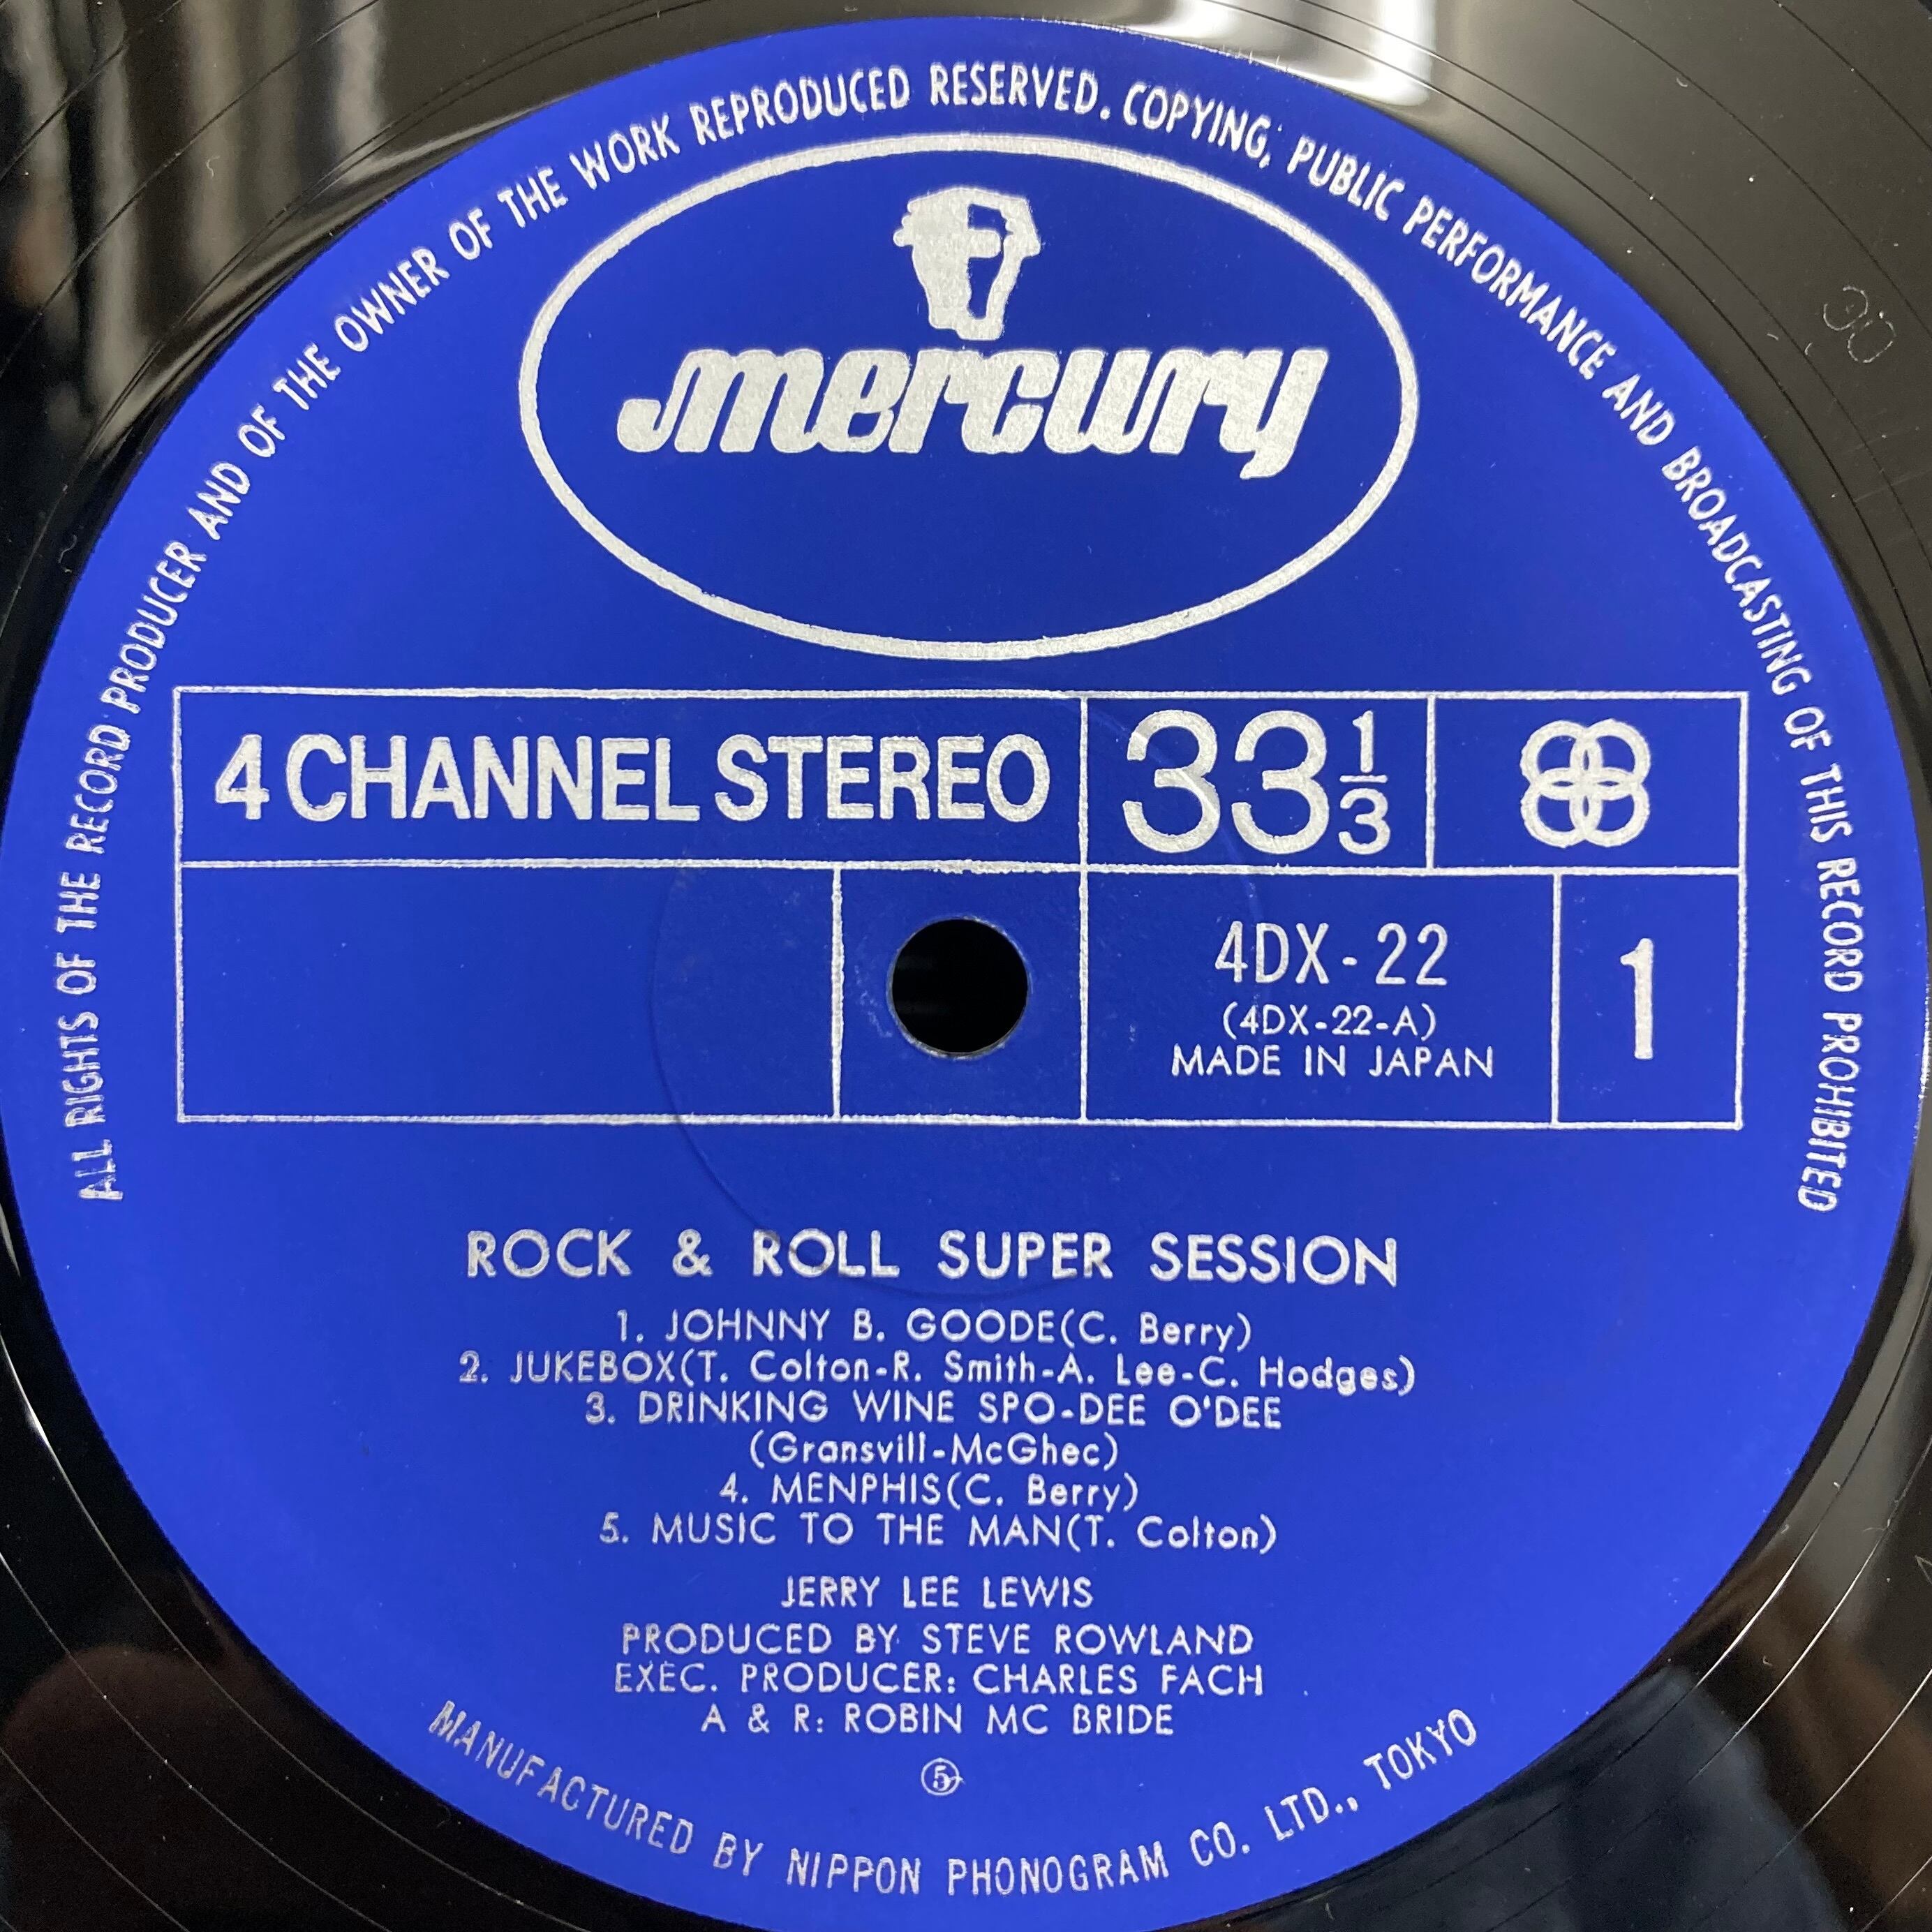 ALL RIGHTS OF THE RECORD PRODUCER AND OF THE OWNER OF THE WORK REPRODUCED RESERVED. COPYING, PUBLIC PERFORMANCE AND BROADCASTING OF THIS RECORD PROHIBITED
mercury
4 CHANNEL STEREO 33 1/3
4DX-22 1
(4DX-22-A)
MADE IN JAPAN
ROCK & ROLL SUPER SESSION
1. JOHNNY B. GOODE(C. Berry)
2. JUKEBOX(T. Colton-R. Smith-A. Lee-C. Hodges)
3. DRINKING WINE SPO-DEE O'DEE
(Gransvill-McGhec)
4. MENPHIS(C. Berry)
5. MUSIC TO THE MAN(T. Colton)
JERRY LEE LEWIS
PRODUCED BY STEVE ROWLAND
EXEC. PRODUCER: CHARLES FACH
A & R: ROBIN MC BRIDE
MANUFACTURED BY NIPPON PHONOGRAM CO. LTD., TOKYO